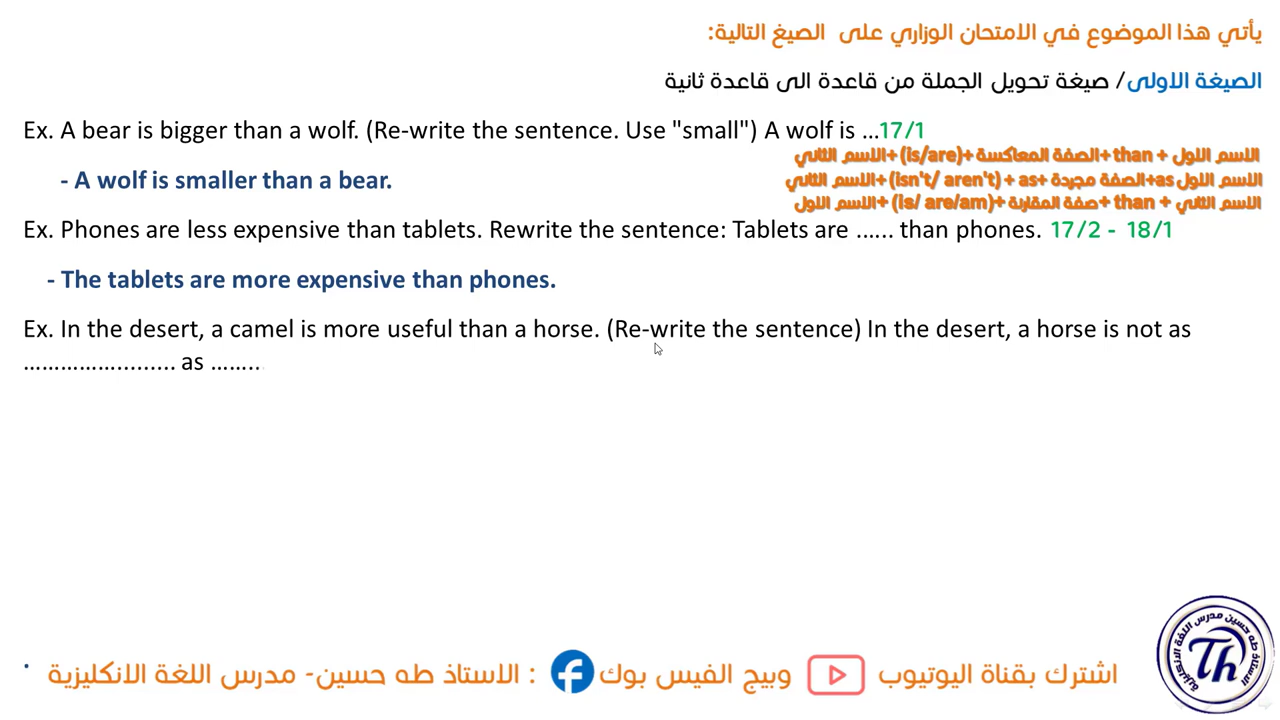 يأتي هذا الموضوع في الامتحان الوزاري على الصيغ التالية:
الصيغة الاولى/ صيغة تحويل الجملة من قاعدة الى قاعدة ثانية
Ex. A bear is bigger than a wolf. (Re-write the sentence. Use "small") A wolf is ...17/1
الاسم الاول + than+الصفة المعاكسة +(is/are)+الاسم الثاني
- A wolf is smaller than a bear.
الاسم الاول as+الصفة مجردة +as + (isn't/ aren't)+الاسم الثاني
الاسم الثاني + than +صفة المقارنة +(is/ are/am)+الاسم الاول
Ex. Phones are less expensive than tablets. Rewrite the sentence: Tablets are ...... than phones. 17/2 - 18/1
- The tablets are more expensive than phones.
Ex. In the desert, a camel is more useful than a horse. (Re-write the sentence) In the desert, a horse is not as
........................ as ........
اشترك بقناة اليوتيوب وبيج الفيس بوك : الاستاذ طه حسين- مدرس اللغة الانكليزية
الاستاذ طه حسين مدرس اللغة الانكليزية
Th